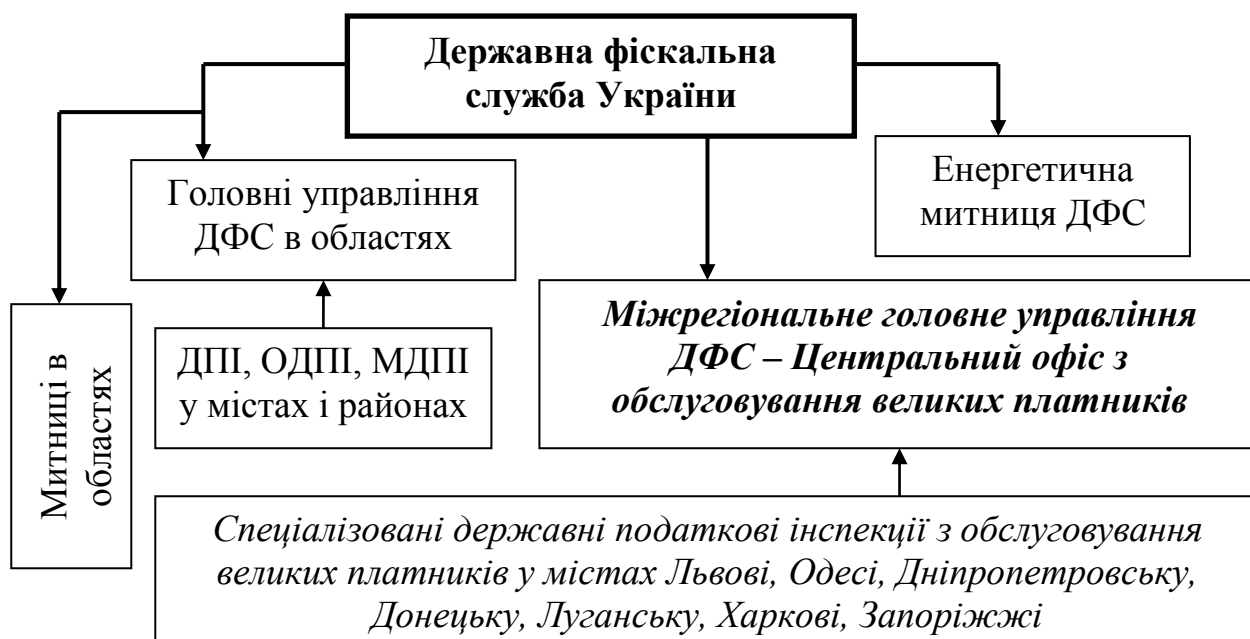 Державна фіскальна
служба України
Головні управління
ДФС в областях
Енергетична
митниця ДФС
Митниці в
областях
ДПІ, ОДПІ, МДПІ
у містах і районах
Міжрегіональне головне управління
ДФС – Центральний офіс з
обслуговування великих платників
Спеціалізовані державні податкові інспекції з обслуговування
великих платників у містах Львові, Одесі, Дніпропетровську,
Донецьку, Луганську, Харкові, Запоріжжі